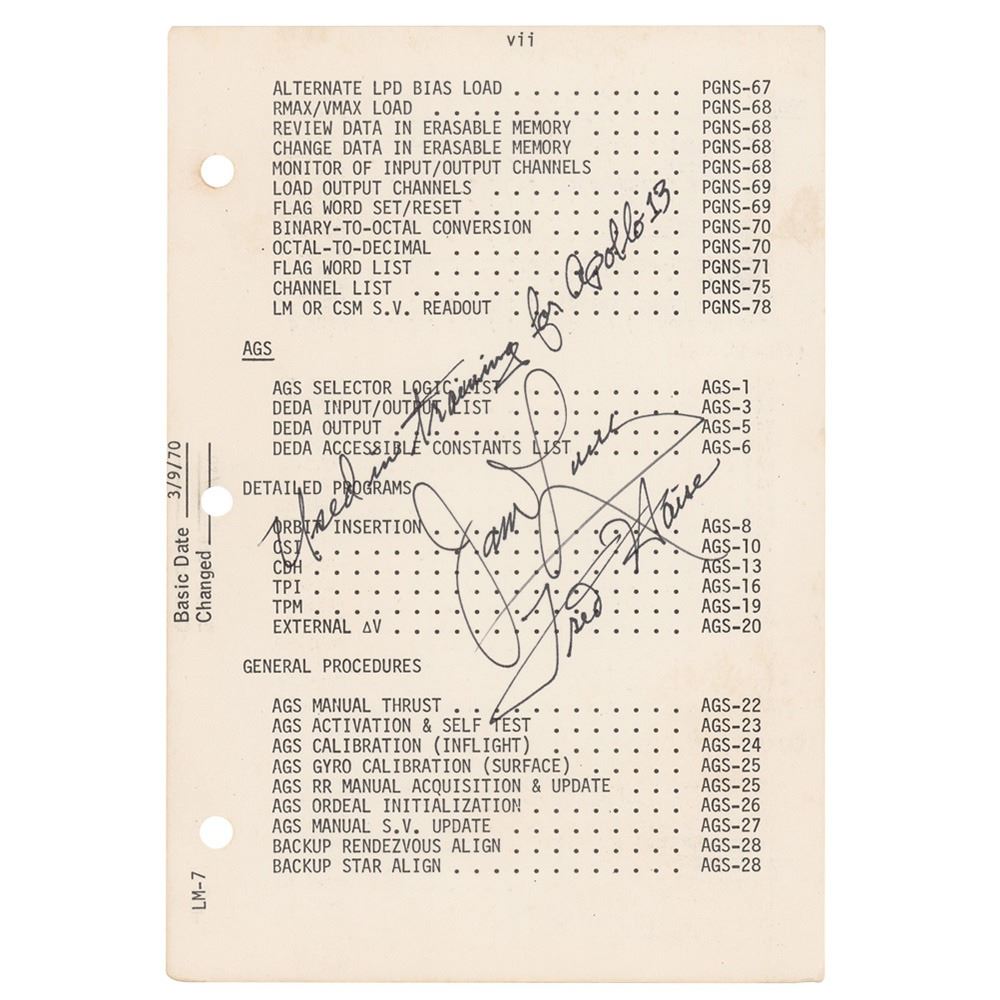 vii
ALTERNATE LPD BIAS LOAD . . . . . . . . . PGNS-67
RMAX/VMAX LOAD . . . . . . . . . . . . . . PGNS-68
REVIEW DATA IN ERASABLE MEMORY . . . . . PGNS-68
CHANGE DATA IN ERASABLE MEMORY . . . . . PGNS-68
MONITOR OF INPUT/OUTPUT CHANNELS . . . . PGNS-68
LOAD OUTPUT CHANNELS . . . . . . . . . . PGNS-69
FLAG WORD SET/RESET . . . . . . . . . . . PGNS-69
BINARY-TO-OCTAL CONVERSION . . . . . . . PGNS-70
OCTAL-TO-DECIMAL . . . . . . . . . . . . PGNS-70
FLAG WORD LIST . . . . . . . . . . . . . PGNS-71
CHANNEL LIST . . . . . . . . . . . . . . PGNS-75
LM OR CSM S.V. READOUT . . . . . . . . . PGNS-78
AGS
AGS SELECTOR LOGIC LIST . . . . . . . . . AGS-1
DEDA INPUT/OUTPUT LIST . . . . . . . . . AGS-3
DEDA OUTPUT . . . . . . . . . . . . . . . AGS-5
DEDA ACCESSIBLE CONSTANTS LIST . . . . . AGS-6
DETAILED PROGRAMS
ORBIT INSERTION . . . . . . . . . . . . . AGS-8
CSI . . . . . . . . . . . . . . . . . . . AGS-10
CDH . . . . . . . . . . . . . . . . . . . AGS-13
TPI . . . . . . . . . . . . . . . . . . . AGS-16
TPM . . . . . . . . . . . . . . . . . . . AGS-19
EXTERNAL ΔV . . . . . . . . . . . . . . . AGS-20
GENERAL PROCEDURES
AGS MANUAL THRUST . . . . . . . . . . . . AGS-22
AGS ACTIVATION & SELF TEST . . . . . . . AGS-23
AGS CALIBRATION (INFLIGHT) . . . . . . . AGS-24
AGS GYRO CALIBRATION (SURFACE) . . . . . AGS-25
AGS RR MANUAL ACQUISITION & UPDATE . . . AGS-25
AGS ORDEAL INITIALIZATION . . . . . . . . AGS-26
AGS MANUAL S.V. UPDATE . . . . . . . . . AGS-27
BACKUP RENDEZVOUS ALIGN . . . . . . . . . AGS-28
BACKUP STAR ALIGN . . . . . . . . . . . . AGS-28
Used in training for Apollo 13
Fred Haise
Basic Date 3/9/70
Changed
LM-7